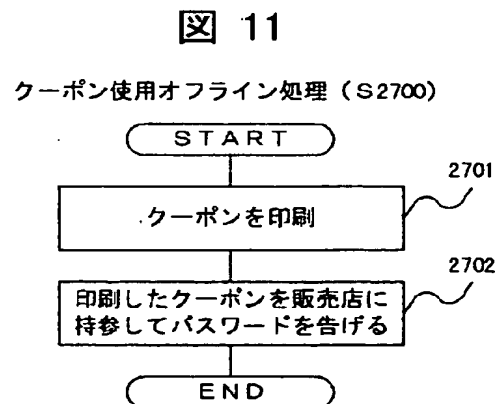 図 11
クーポン使用オフライン処理（S2700）
START
2701
クーポンを印刷
2702
印刷したクーポンを販売店に
持参してパスワードを告げる
END